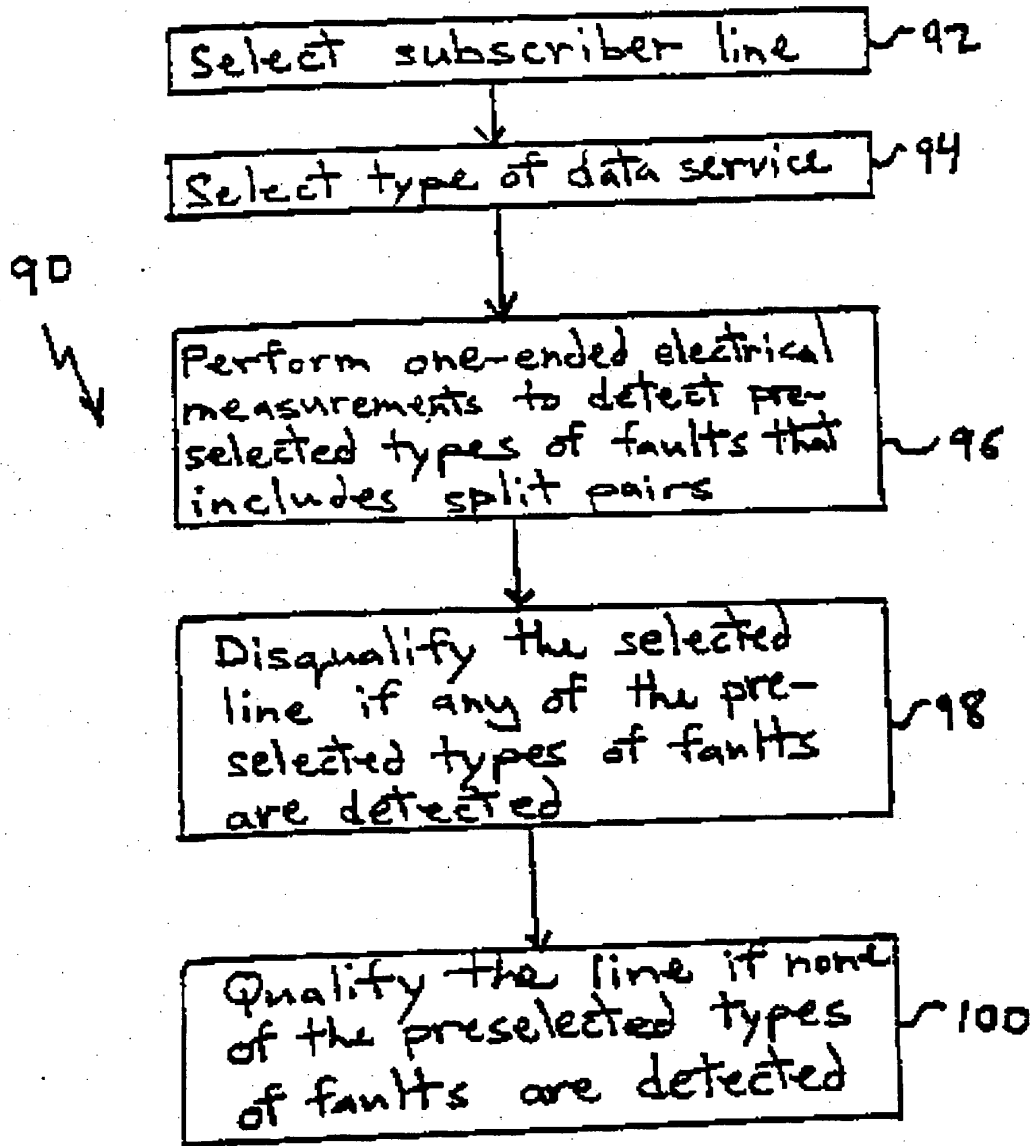 Select subscriber line
92
Select type of data service
94
90
Perform one-ended electrical
measurements to detect pre-
selected types of faults that
includes split pairs
96
Disqualify the selected
line if any of the pre-
selected types of faults
are detected
98
Qualify the line if none
of the preselected types
of faults are detected
100